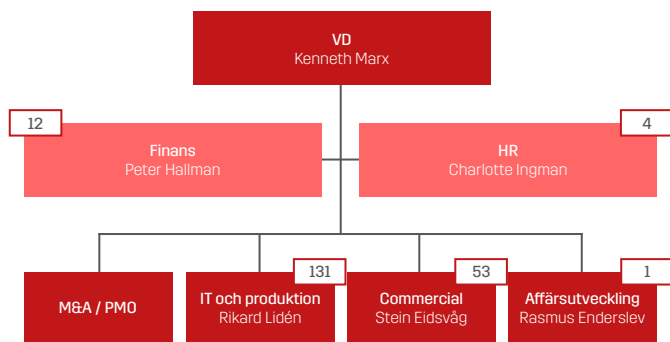 VD
Kenneth Marx
12
Finans
Peter Hallman
4
HR
Charlotte Ingman
M&A / PMO
131
IT och produktion
Rikard Lidén
53
Commercial
Stein Eidsvåg
1
Affärsutveckling
Rasmus Enderslev